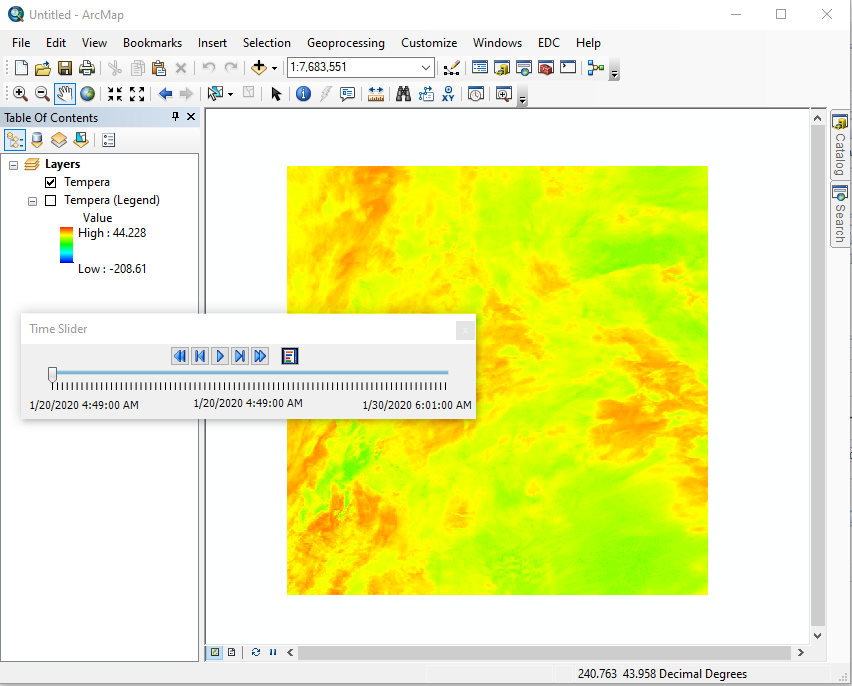 Untitled - ArcMap
File Edit View Bookmarks Insert Selection Geoprocessing Customize Windows EDC Help
1:7,683,551
XY
Table Of Contents
Layers
Tempera
Tempera (Legend)
Value
High : 44.228
Low : -208.61
Time Slider
1/20/2020 4:49:00 AM 1/20/2020 4:49:00 AM 1/30/2020 6:01:00 AM
Catalog
Search
240.763 43.958 Decimal Degrees